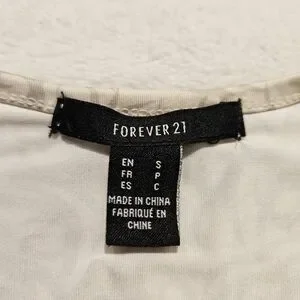 FOREVER 21
EN S
FR P
ES C
MADE IN CHINA
FABRIQUÉ EN
CHINE